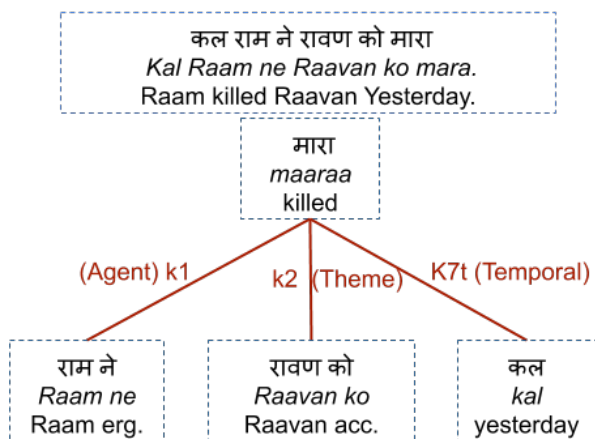 कल राम ने रावण को मारा
Kal Raam ne Raavan ko mara.
Raam killed Raavan Yesterday.
मारा
maaraa
killed
(Agent) k1
k2 (Theme)
K7t (Temporal)
राम ने
Raam ne
Raam erg.
रावण को
Raavan ko
Raavan acc.
कल
kal
yesterday